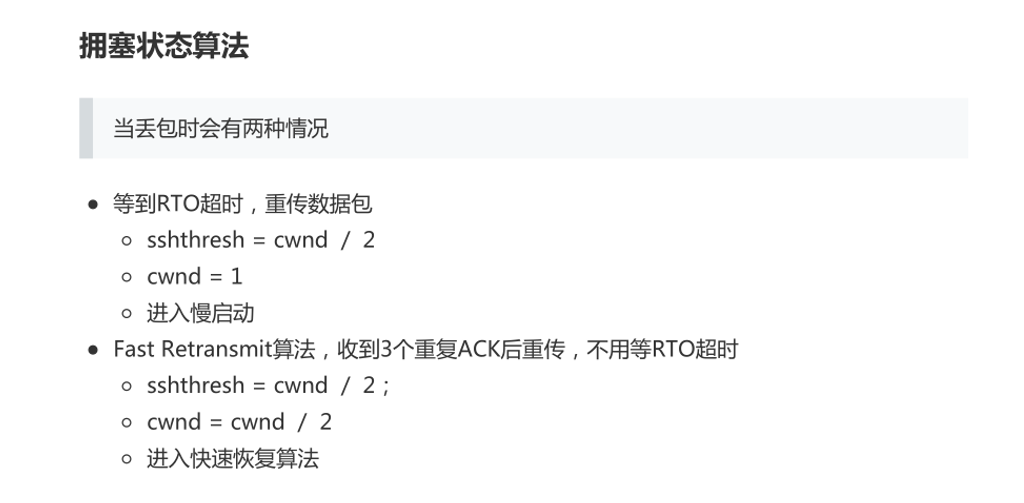 拥塞状态算法
当丢包时会有两种情况
等到RTO超时，重传数据包
sshthresh = cwnd / 2
cwnd = 1
进入慢启动
Fast Retransmit算法，收到3个重复ACK后重传，不用等RTO超时
sshthresh = cwnd / 2；
cwnd = cwnd / 2
进入快速恢复算法